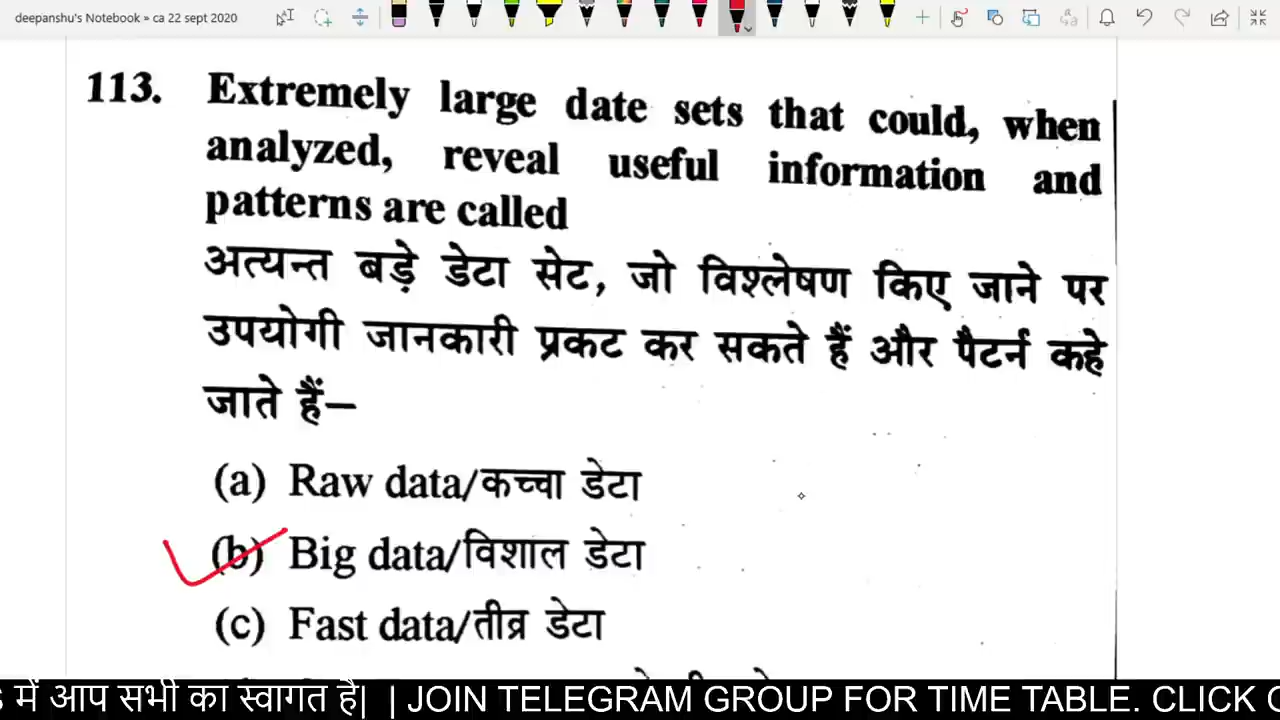 deepanshu's Notebook » ca 22 sept 2020
113. Extremely large date sets that could, when
analyzed, reveal useful information and
patterns are called
अत्यन्त बड़े डेटा सेट, जो विश्लेषण किए जाने पर
उपयोगी जानकारी प्रकट कर सकते हैं और पैटर्न कहे
जाते हैं–
(a) Raw data/कच्चा डेटा
(b) Big data/विशाल डेटा
(c) Fast data/तीव्र डेटा
में आप सभी का स्वागत है| | JOIN TELEGRAM GROUP FOR TIME TABLE. CLICK